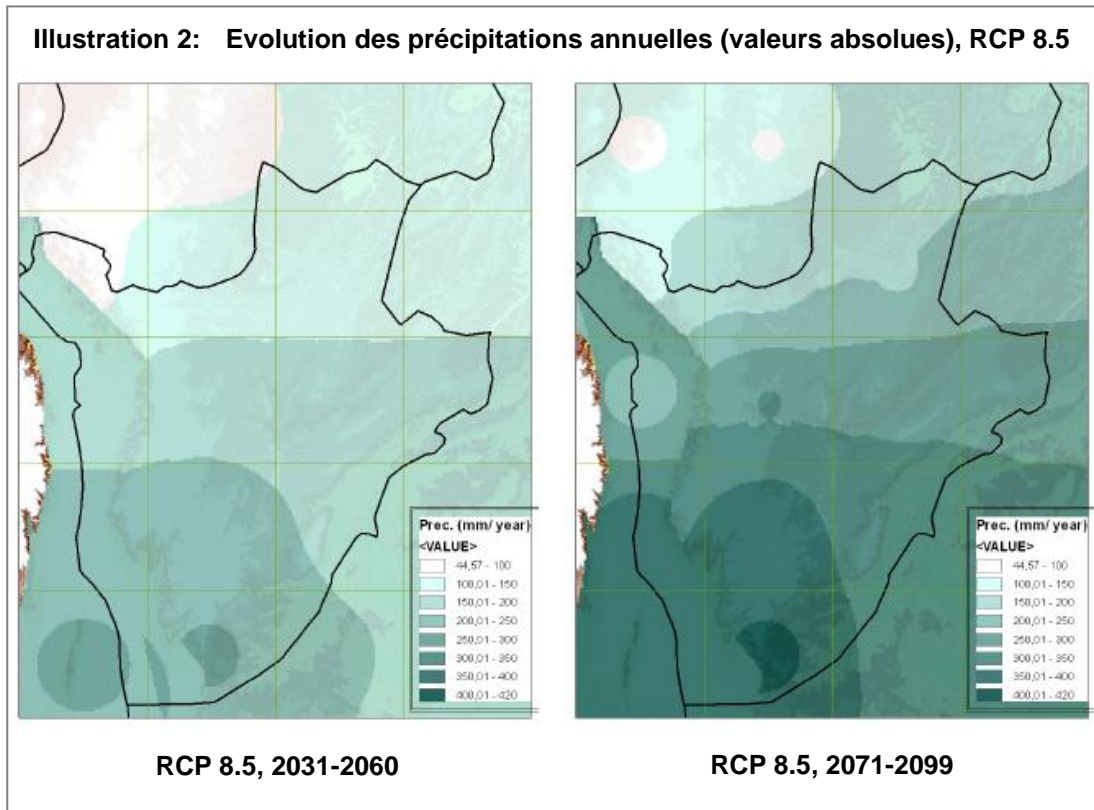 Illustration 2: Evolution des précipitations annuelles (valeurs absolues), RCP 8.5
Prec. (mm/ year)
<VALUE>
44,57 - 100
100,01 - 150
150,01 - 200
200,01 - 250
250,01 - 300
300,01 - 350
350,01 - 400
400,01 - 420
Prec. (mm/ year)
<VALUE>
44,57 - 100
100,01 - 150
150,01 - 200
200,01 - 250
250,01 - 300
300,01 - 350
350,01 - 400
400,01 - 420
RCP 8.5, 2031-2060
RCP 8.5, 2071-2099